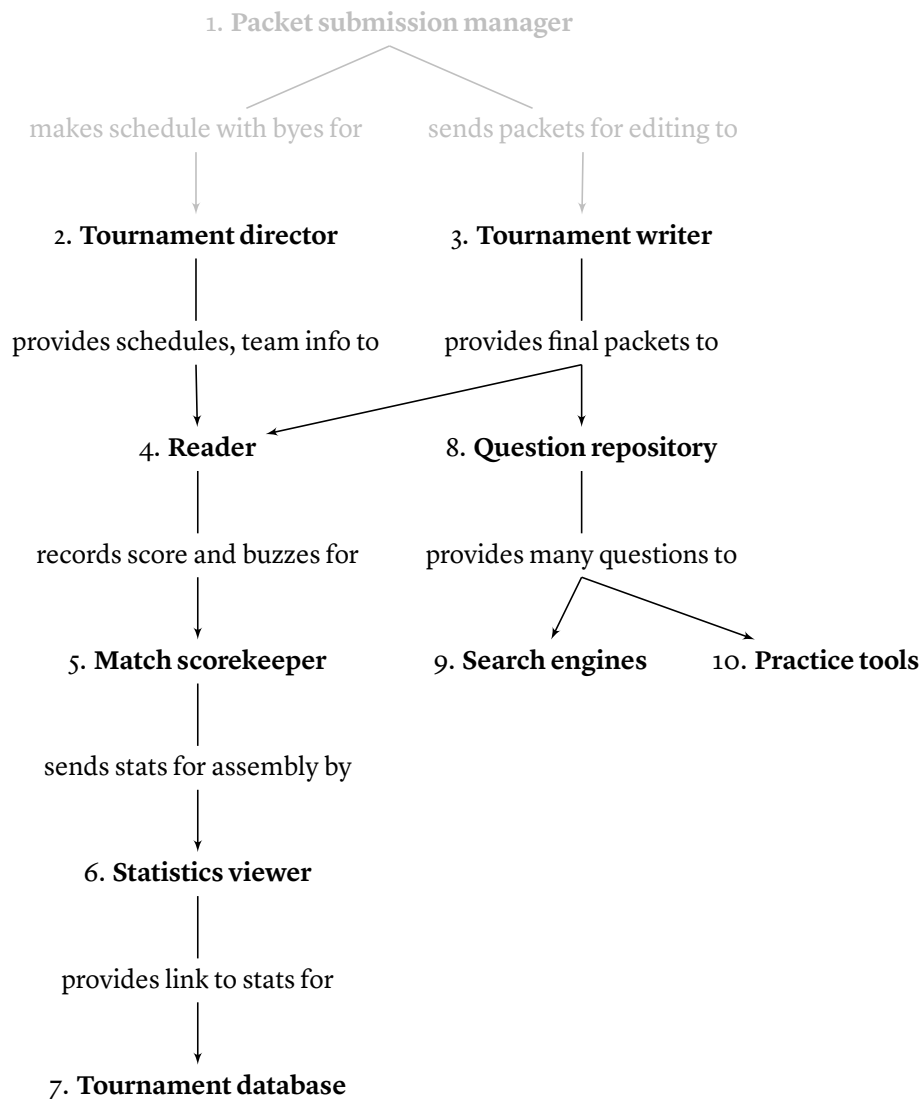 1. Packet submission manager
makes schedule with byes for
sends packets for editing to
2. Tournament director
3. Tournament writer
provides schedules, team info to
provides final packets to
4. Reader
8. Question repository
records score and buzzes for
provides many questions to
5. Match scorekeeper
9. Search engines
10. Practice tools
sends stats for assembly by
6. Statistics viewer
provides link to stats for
7. Tournament database